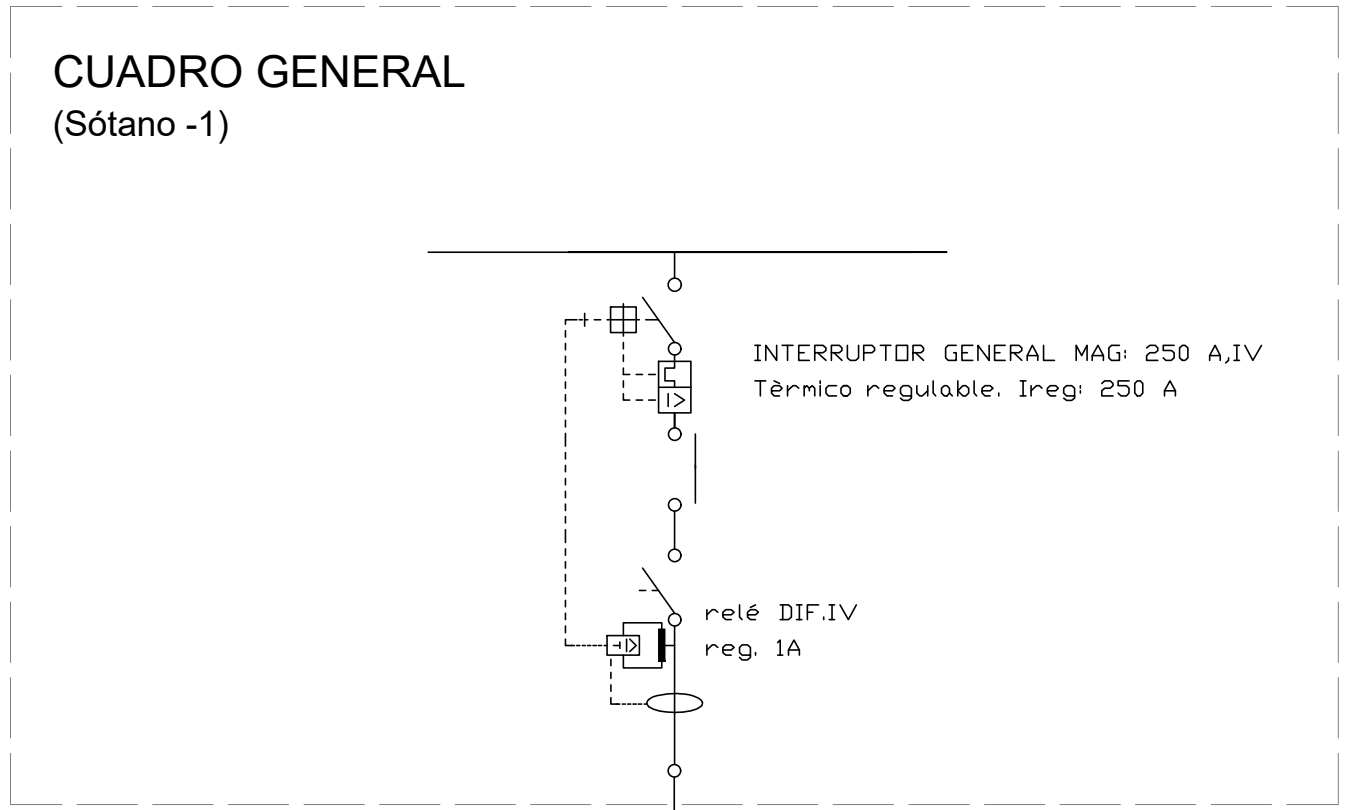 CUADRO GENERAL
(Sótano -1)
INTERRUPTOR GENERAL MAG: 250 A,IV
Tèrmico regulable. Ireg: 250 A
I>
relé DIF.IV
reg. 1A
I>